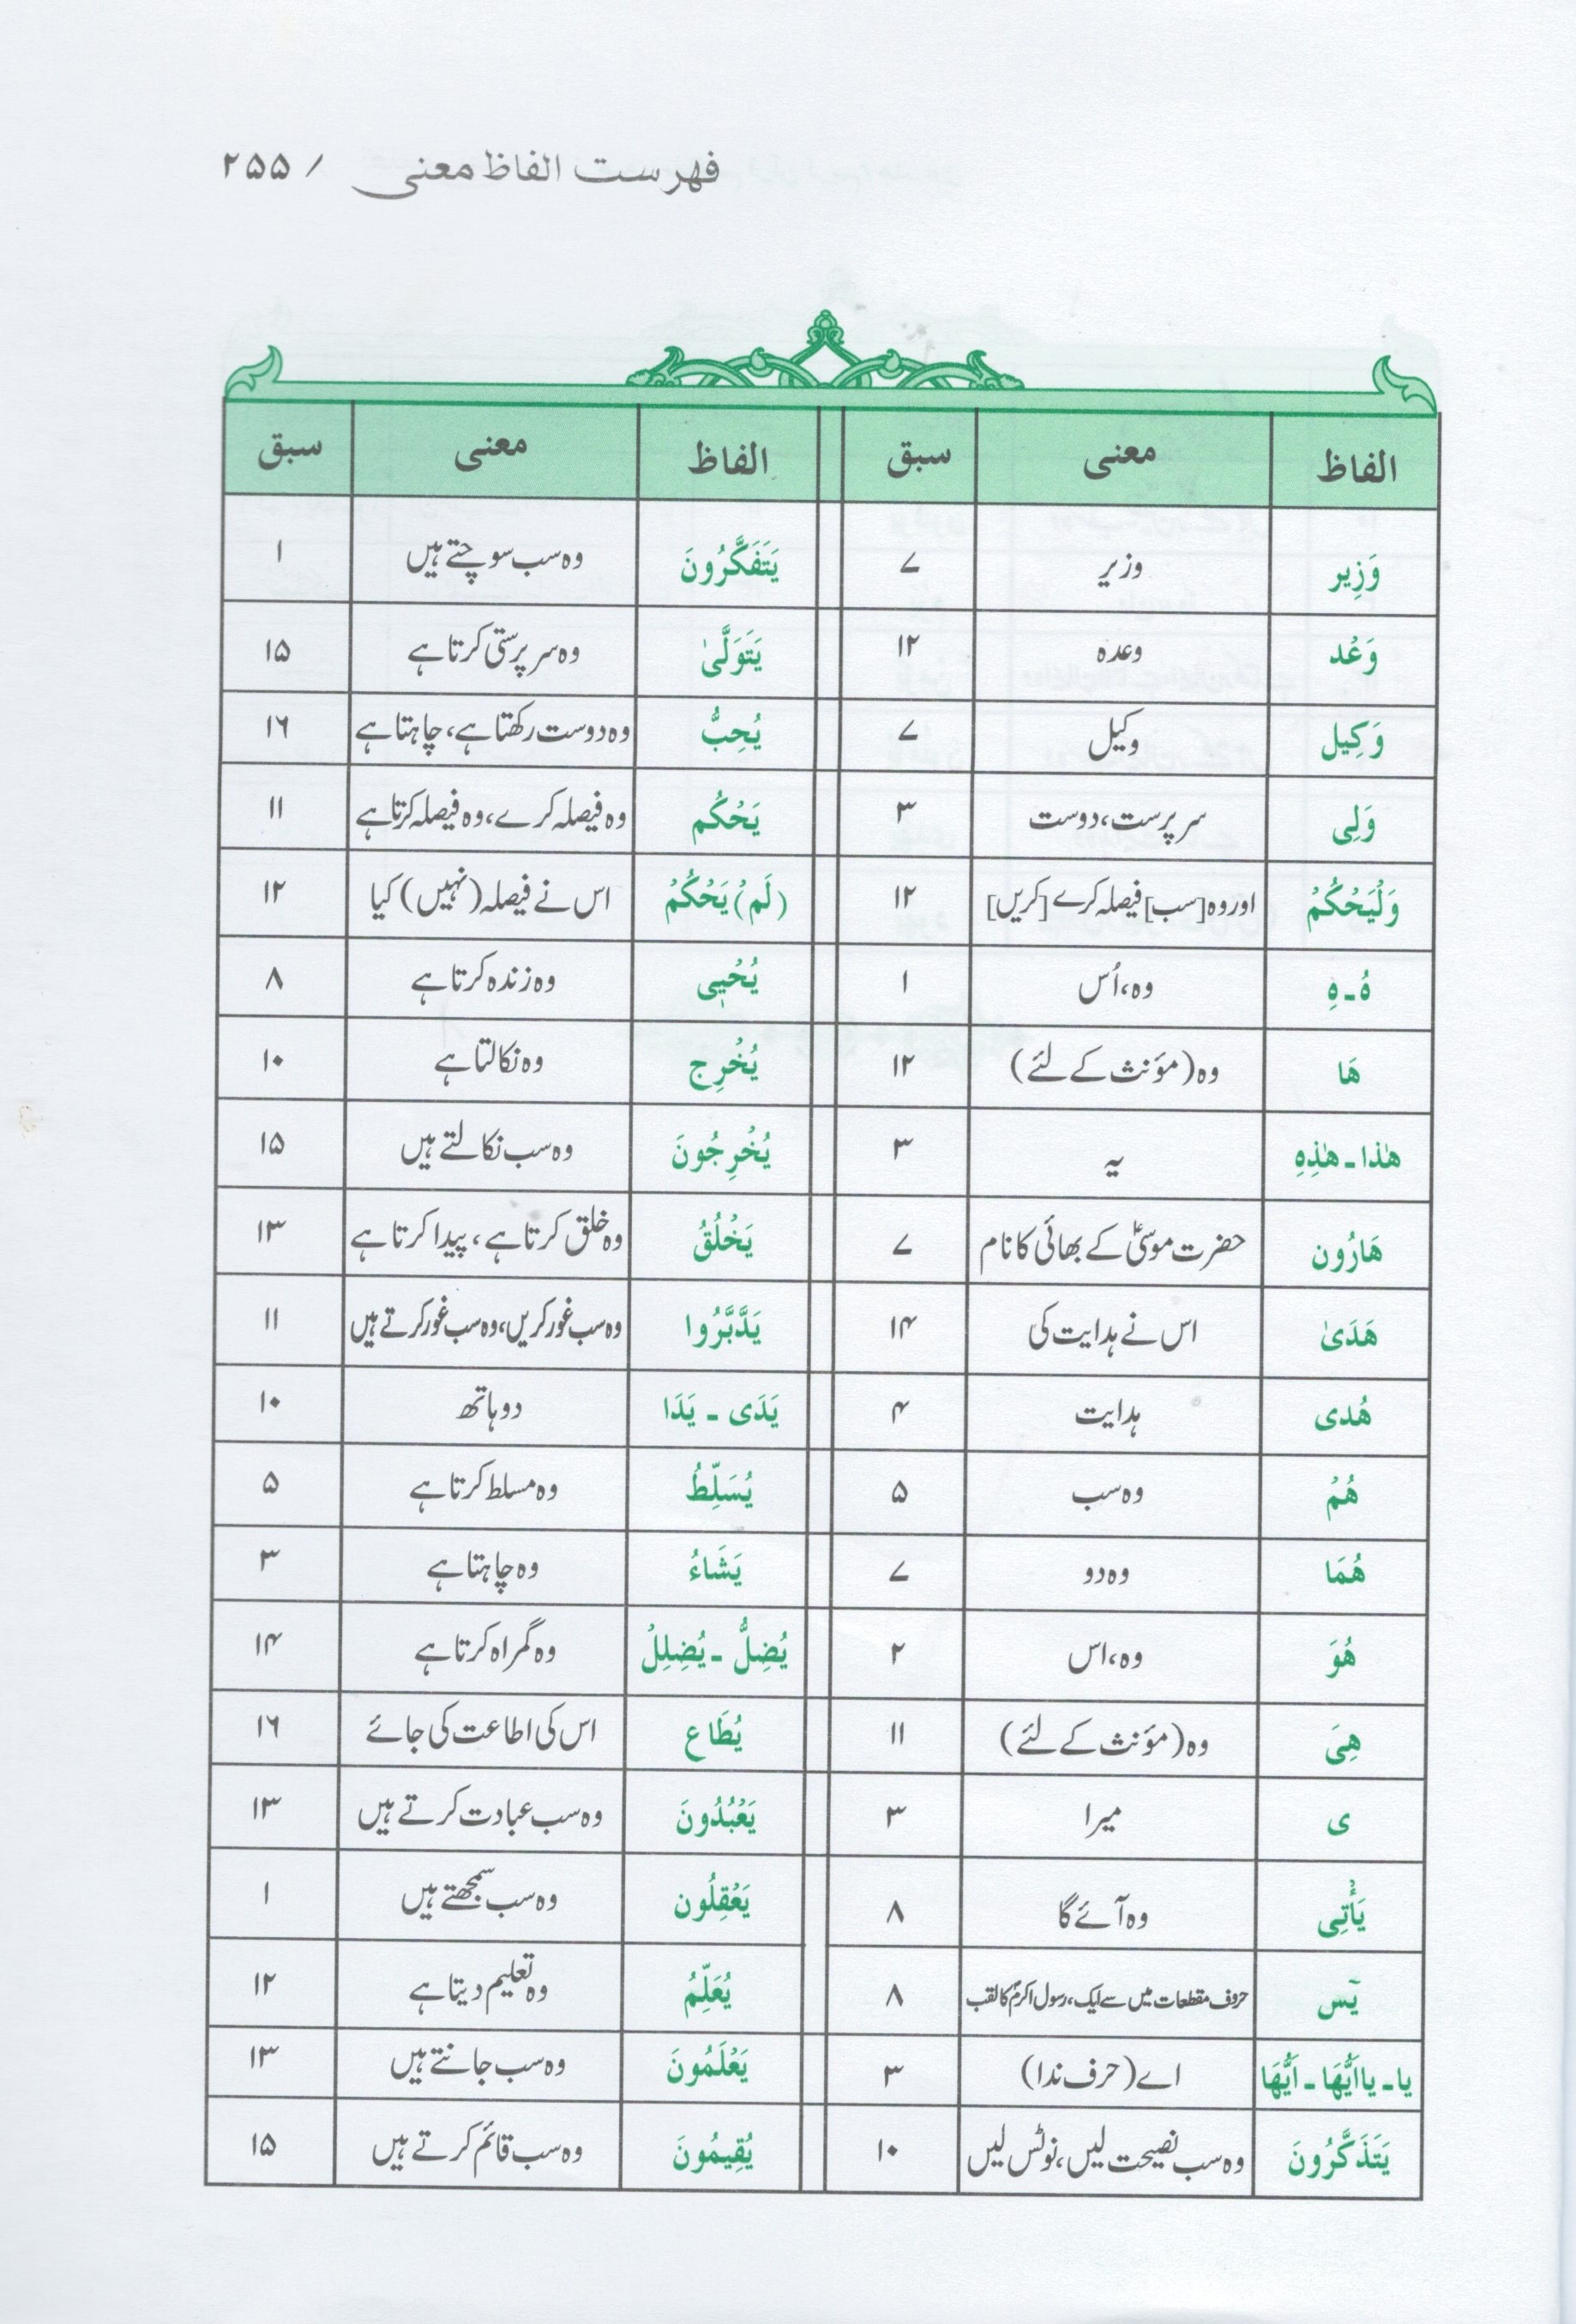 فہرست الفاظ معنی / ۲۵۵
الفاظ معنی سبق الفاظ معنی سبق
وَزِیر وزیر ۷ یَتَفَکَّرُونَ وہ سب سوچتے ہیں ۱
وَعْد وعدہ ۱۲ یَتَوَلَّیٰ وہ سر پرستی کرتا ہے ۱۵
وَکِیل وکیل ۷ یُحِبُّ وہ دوست رکھتا ہے، چاہتا ہے ۱۶
وَلِی سر پرست، دوست ۳ یَحْکُم وہ فیصلہ کرے، وہ فیصلہ کرتا ہے ۱۱
وَلْیَحْکُمْ اور وہ [سب] فیصلہ کرے [کریں] ۱۲ (لَمْ) یَحْکُمْ اس نے فیصلہ (نہیں) کیا ۱۲
ہُ ـ ہِ وہ، اُس ۱ یُحْیِی وہ زندہ کرتا ہے ۸
هَا وہ (مؤنث کے لئے) ۱۲ یُخْرِج وہ نکالتا ہے ۱۰
هٰذا ـ هٰذِہِ یہ ۳ یُخْرِجُونَ وہ سب نکالتے ہیں ۱۵
هَارُون حضرت موسیٰؑ کے بھائی کا نام ۷ یَخْلُقُ وہ خلق کرتا ہے، پیدا کرتا ہے ۱۳
هَدَیٰ اس نے ہدایت کی ۱۴ یَدَّبَّرُوا وہ سب غور کریں، وہ سب غور کرتے ہیں ۱۱
هُدی ہدایت ۴ یَدَی ـ یَدَا دو ہاتھ ۱۰
هُمْ وہ سب ۵ یُسَلِّطُ وہ مسلط کرتا ہے ۵
هُمَا وہ دو ۷ یَشَاءُ وہ چاہتا ہے ۳
هُوَ وہ، اس ۲ یُضِلُّ ـ یُضِلِلْ وہ گمراہ کرتا ہے ۱۴
هِیَ وہ (مؤنث کے لئے) ۱۱ یُطَاع اس کی اطاعت کی جائے ۱۶
ی میرا ۳ یَعْبُدُونَ وہ سب عبادت کرتے ہیں ۱۳
یَأْتِی وہ آئے گا ۸ یَعْقِلُون وہ سب سمجھتے ہیں ۱
یٓس حروف مقطعات میں سے ایک، رسول اکرمؐ کا لقب ۸ یُعَلِّمُ وہ تعلیم دیتا ہے ۱۲
یا ـ یااَیُّهَا ـ اَیُّهَا اے (حرف ندا) ۳ یَعْلَمُونَ وہ سب جانتے ہیں ۱۳
یَتَذَکَّرُونَ وہ سب نصیحت لیں، نوٹس لیں ۱۰ یُقِیمُونَ وہ سب قائم کرتے ہیں ۱۵